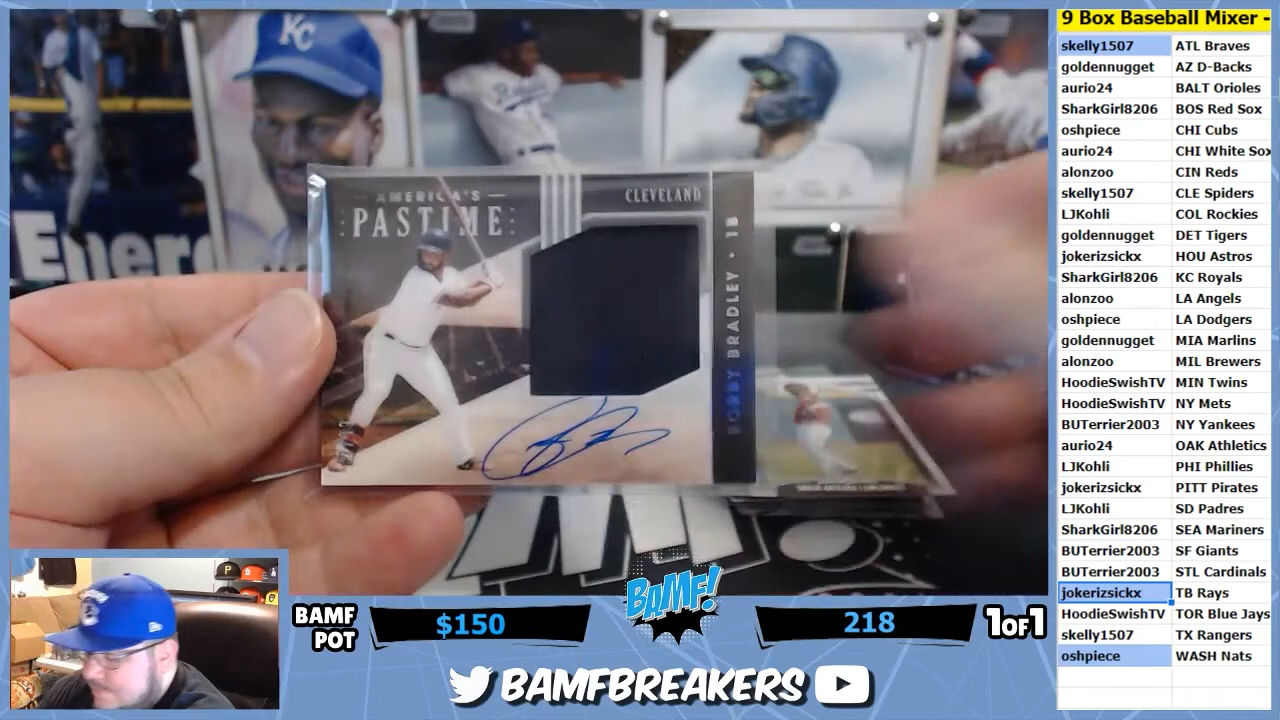 KC
Ener
AMERICA'S
PASTIME
CLEVELAND
BOBBY BRADLEY • 1B
9 Box Baseball Mixer -
skelly1507 ATL Braves
goldennugget AZ D-Backs
aurio24 BALT Orioles
SharkGirl8206 BOS Red Sox
oshpiece CHI Cubs
aurio24 CHI White Sox
alonzoo CIN Reds
skelly1507 CLE Spiders
LJKohli COL Rockies
goldennugget DET Tigers
jokerizsickx HOU Astros
SharkGirl8206 KC Royals
alonzoo LA Angels
oshpiece LA Dodgers
goldennugget MIA Marlins
alonzoo MIL Brewers
HoodieSwishTV MIN Twins
HoodieSwishTV NY Mets
BUTerrier2003 NY Yankees
aurio24 OAK Athletics
LJKohli PHI Phillies
jokerizsickx PITT Pirates
LJKohli SD Padres
SharkGirl8206 SEA Mariners
BUTerrier2003 SF Giants
BUTerrier2003 STL Cardinals
jokerizsickx TB Rays
HoodieSwishTV TOR Blue Jays
skelly1507 TX Rangers
oshpiece WASH Nats
BAMF
POT
$150
BAMF!
218
1OF1
BAMFBREAKERS